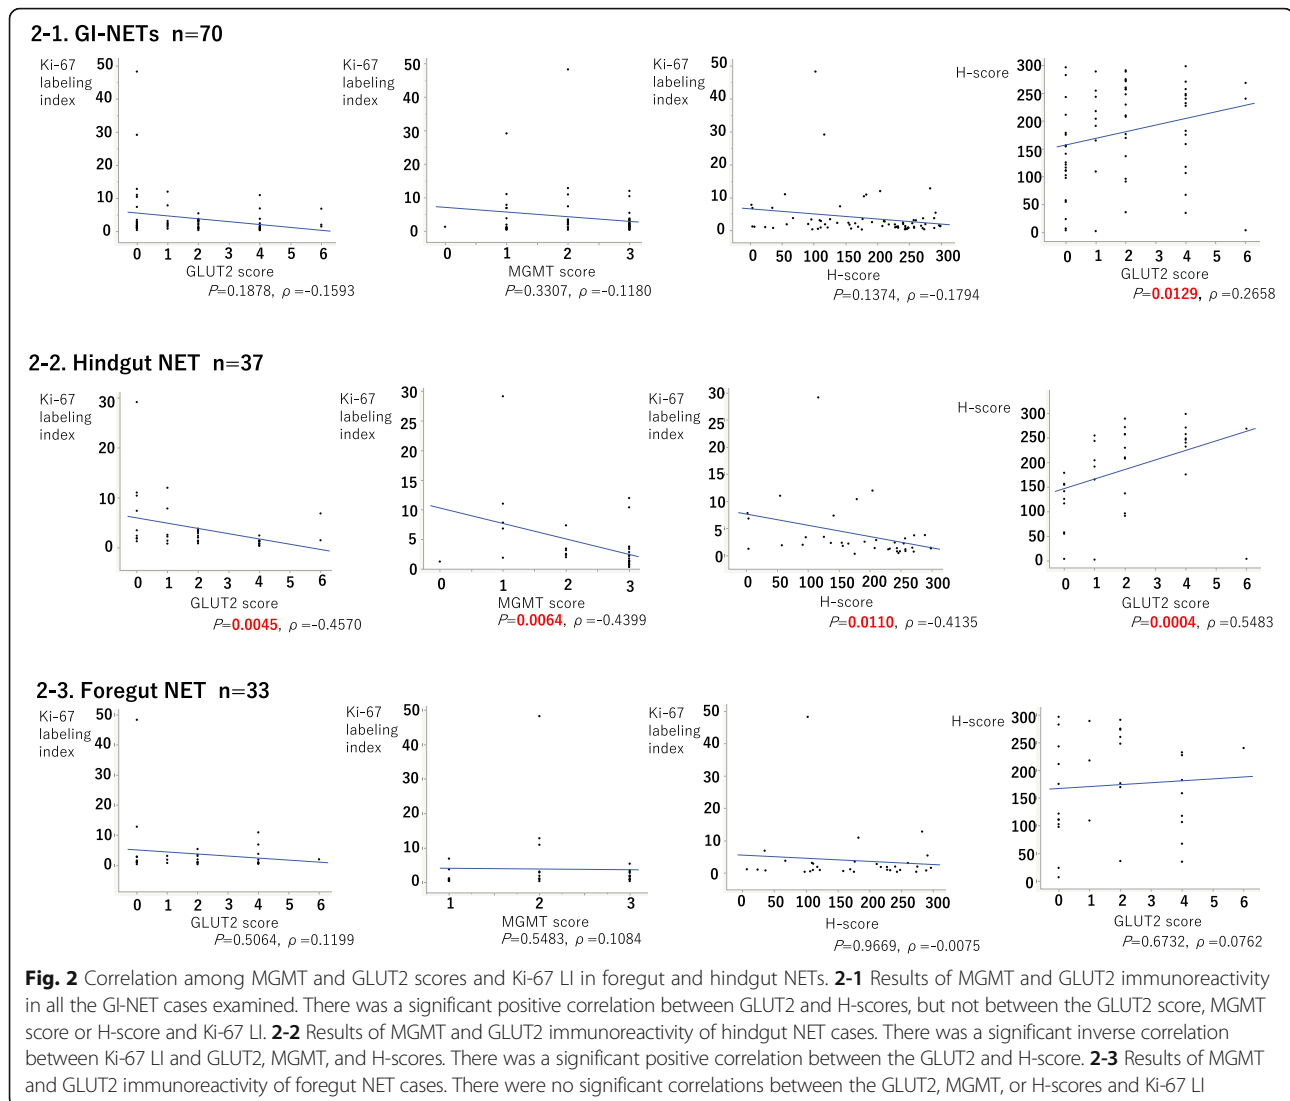 2-1. GI-NETs n=70
Ki-67
labeling
index
50
40
30
20
10
0
0 1 2 3 4 5 6
GLUT2 score
P=0.1878, ρ=-0.1593
Ki-67
labeling
index
50
40
30
20
10
0
0 1 2 3
MGMT score
P=0.3307, ρ=-0.1180
Ki-67
labeling
index
50
40
30
20
10
0
0 50 100 150 200 250 300
H-score
P=0.1374, ρ=-0.1794
H-score
300
250
200
150
100
50
0
0 1 2 3 4 5 6
GLUT2 score
P=0.0129, ρ=0.2658
2-2. Hindgut NET n=37
Ki-67
labeling
index
30
20
10
0
0 1 2 3 4 5 6
GLUT2 score
P=0.0045, ρ=-0.4570
Ki-67
labeling
index
30
25
20
15
10
5
0
0 1 2 3
MGMT score
P=0.0064, ρ=-0.4399
Ki-67
labeling
index
30
25
20
15
10
5
0
0 50 100 150 200 250 300
H-score
P=0.0110, ρ=-0.4135
H-score
300
250
200
150
100
50
0
0 1 2 3 4 5 6
GLUT2 score
P=0.0004, ρ=0.5483
2-3. Foregut NET n=33
Ki-67
labeling
index
50
40
30
20
10
0
0 1 2 3 4 5 6
GLUT2 score
P=0.5064, ρ=0.1199
Ki-67
labeling
index
50
40
30
20
10
0
1 2 3
MGMT score
P=0.5483, ρ=0.1084
Ki-67
labeling
index
50
40
30
20
10
0
0 50 100 150 200 250 300
H-score
P=0.9669, ρ=-0.0075
H-score
300
250
200
150
100
50
0
0 1 2 3 4 5 6
GLUT2 score
P=0.6732, ρ=0.0762
Fig. 2 Correlation among MGMT and GLUT2 scores and Ki-67 LI in foregut and hindgut NETs. 2-1 Results of MGMT and GLUT2 immunoreactivity
in all the GI-NET cases examined. There was a significant positive correlation between GLUT2 and H-scores, but not between the GLUT2 score, MGMT
score or H-score and Ki-67 LI. 2-2 Results of MGMT and GLUT2 immunoreactivity of hindgut NET cases. There was a significant inverse correlation
between Ki-67 LI and GLUT2, MGMT, and H-scores. There was a significant positive correlation between the GLUT2 and H-score. 2-3 Results of MGMT
and GLUT2 immunoreactivity of foregut NET cases. There were no significant correlations between the GLUT2, MGMT, or H-scores and Ki-67 LI